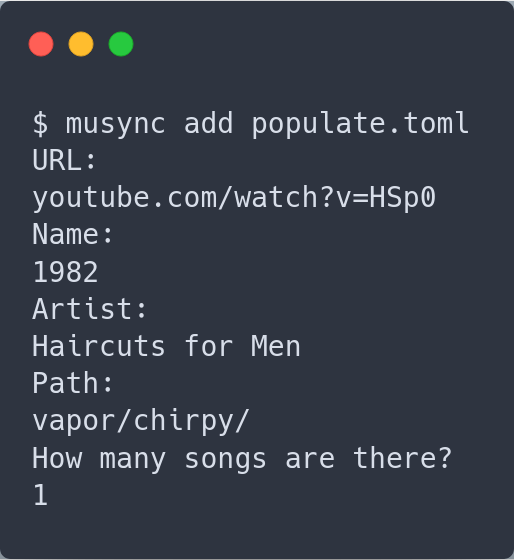 $ musync add populate.toml
URL:
youtube.com/watch?v=HSp0
Name:
1982
Artist:
Haircuts for Men
Path:
vapor/chirpy/
How many songs are there?
1